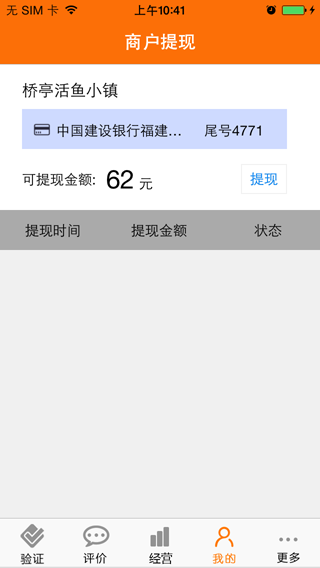 无 SIM 卡 上午10:41
商户提现
桥亭活鱼小镇
中国建设银行福建... 尾号4771
可提现金额: 62 元 提现
提现时间 提现金额 状态
验证 评价 经营 我的 更多